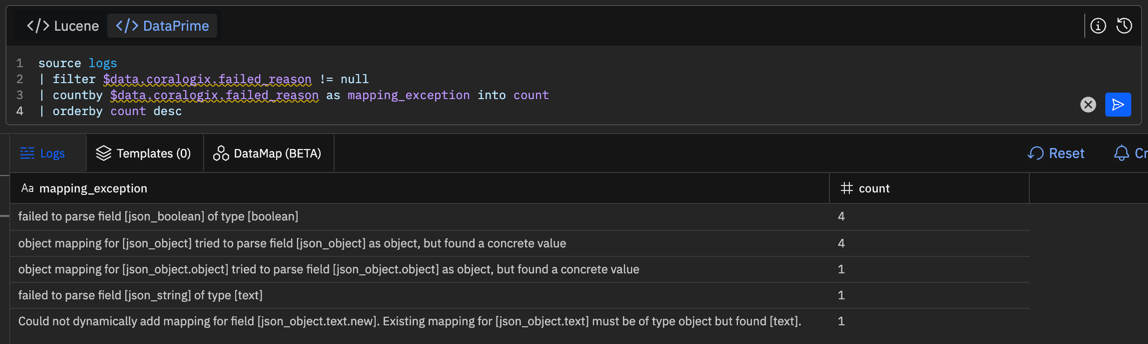 </> Lucene </> DataPrime
1 source logs
2 | filter $data.coralogix.failed_reason != null
3 | countby $data.coralogix.failed_reason as mapping_exception into count
4 | orderby count desc
Logs Templates (0) DataMap (BETA) Reset Cr
Aa mapping_exception # count
failed to parse field [json_boolean] of type [boolean] 4
object mapping for [json_object] tried to parse field [json_object] as object, but found a concrete value 4
object mapping for [json_object.object] tried to parse field [json_object.object] as object, but found a concrete value 1
failed to parse field [json_string] of type [text] 1
Could not dynamically add mapping for field [json_object.text.new]. Existing mapping for [json_object.text] must be of type object but found [text]. 1